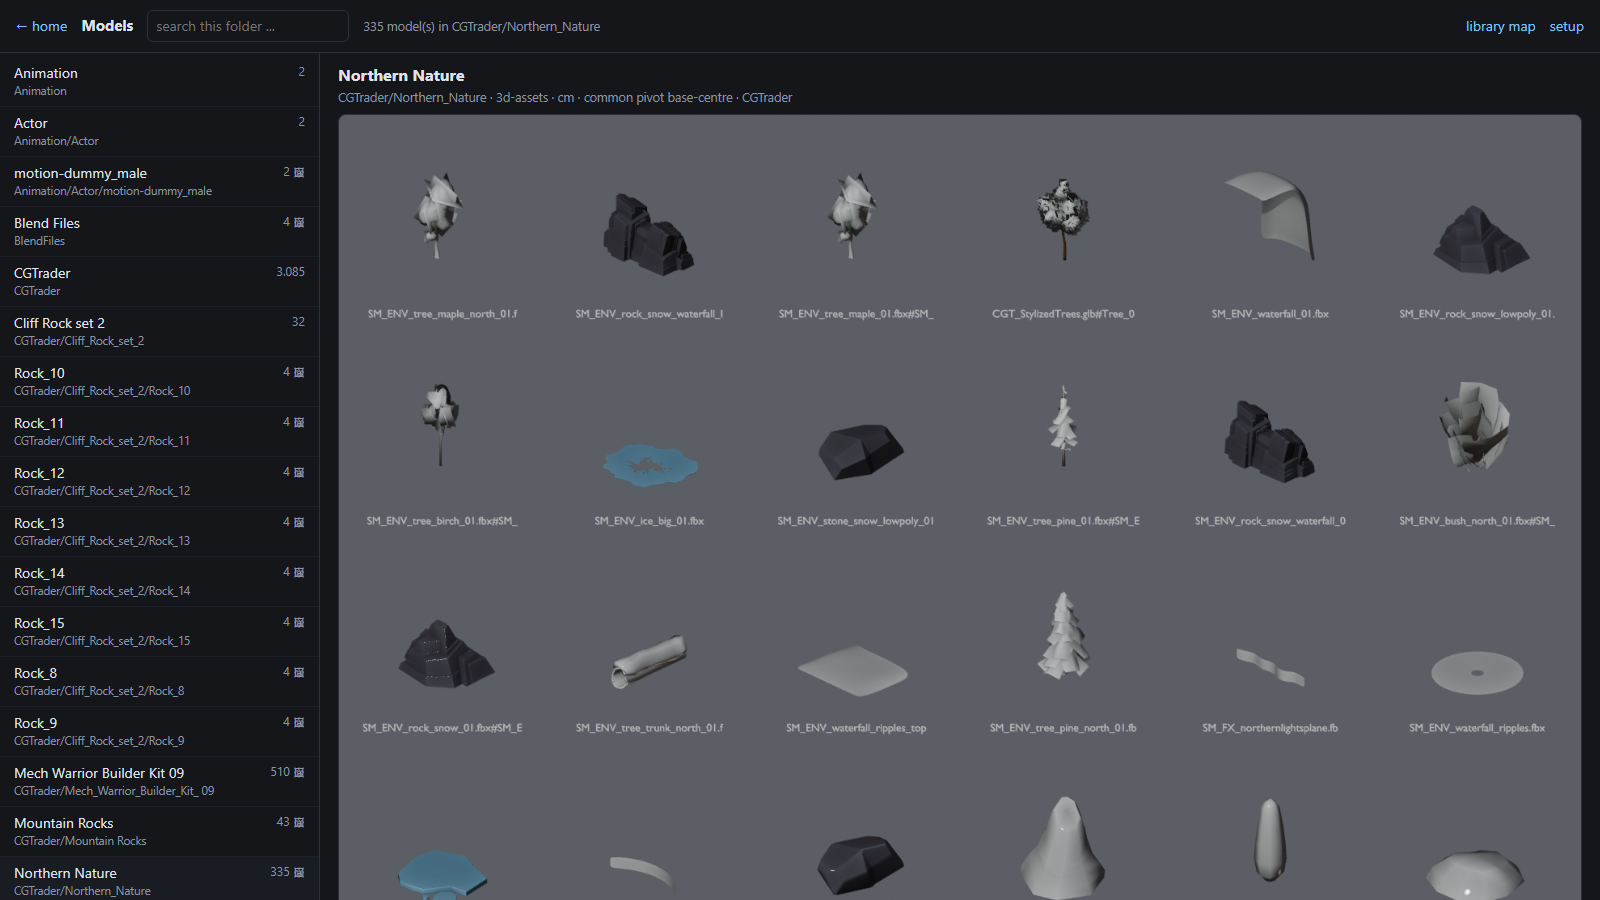 ← home Models search this folder ... 335 model(s) in CGTrader/Northern_Nature library map setup
Animation 2
Animation
Actor 2
Animation/Actor
motion-dummy_male 2
Animation/Actor/motion-dummy_male
Blend Files 4
BlendFiles
CGTrader 3.085
CGTrader
Cliff Rock set 2 32
CGTrader/Cliff_Rock_set_2
Rock_10 4
CGTrader/Cliff_Rock_set_2/Rock_10
Rock_11 4
CGTrader/Cliff_Rock_set_2/Rock_11
Rock_12 4
CGTrader/Cliff_Rock_set_2/Rock_12
Rock_13 4
CGTrader/Cliff_Rock_set_2/Rock_13
Rock_14 4
CGTrader/Cliff_Rock_set_2/Rock_14
Rock_15 4
CGTrader/Cliff_Rock_set_2/Rock_15
Rock_8 4
CGTrader/Cliff_Rock_set_2/Rock_8
Rock_9 4
CGTrader/Cliff_Rock_set_2/Rock_9
Mech Warrior Builder Kit 09 510
CGTrader/Mech_Warrior_Builder_Kit_ 09
Mountain Rocks 43
CGTrader/Mountain Rocks
Northern Nature 335
CGTrader/Northern_Nature
Northern Nature
CGTrader/Northern_Nature · 3d-assets · cm · common pivot base-centre · CGTrader
SM_ENV_tree_maple_north_01.f SM_ENV_rock_snow_waterfall_l SM_ENV_tree_maple_01.fbx#SM_ CGT_StylizedTrees.glb#Tree_0 SM_ENV_waterfall_01.fbx SM_ENV_rock_snow_lowpoly_01.
SM_ENV_tree_birch_01.fbx#SM_ SM_ENV_ice_big_01.fbx SM_ENV_stone_snow_lowpoly_01 SM_ENV_tree_pine_01.fbx#SM_E SM_ENV_rock_snow_waterfall_0 SM_ENV_bush_north_01.fbx#SM_
SM_ENV_rock_snow_01.fbx#SM_E SM_ENV_tree_trunk_north_01.f SM_ENV_waterfall_ripples_top SM_ENV_tree_pine_north_01.fb SM_FX_northernlightsplane.fb SM_ENV_waterfall_ripples.fbx